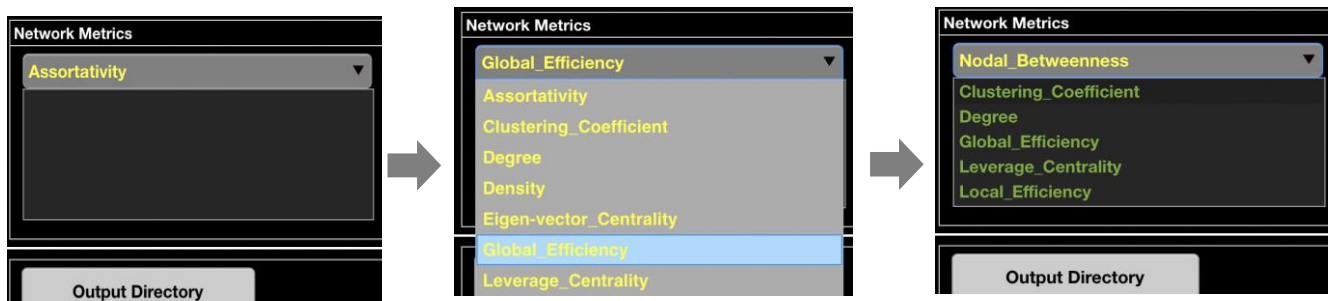 Network Metrics
Assortativity
Output Directory
Network Metrics
Global_Efficiency
Assortativity
Clustering_Coefficient
Degree
Density
Eigen-vector_Centrality
Global_Efficiency
Leverage_Centrality
Network Metrics
Nodal_Betweenness
Clustering_Coefficient
Degree
Global_Efficiency
Leverage_Centrality
Local_Efficiency
Output Directory